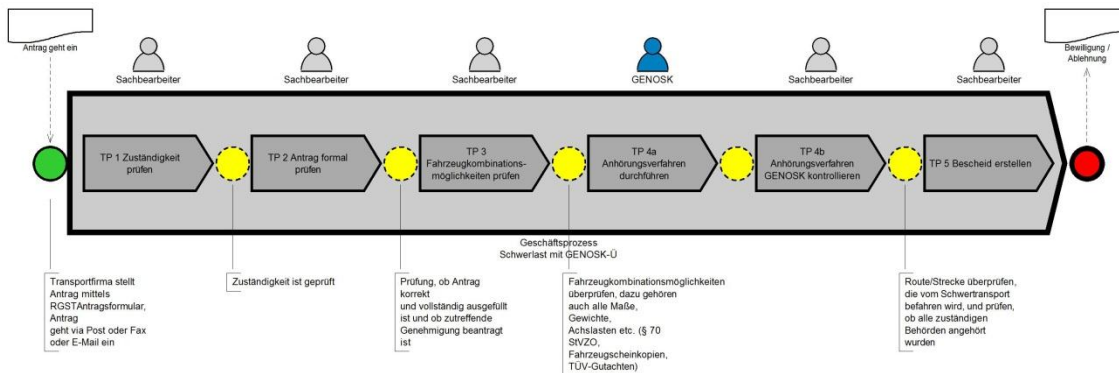 Antrag geht ein
Bewilligung /
Ablehnung
Sachbearbeiter
Sachbearbeiter
Sachbearbeiter
GENOSK
Sachbearbeiter
Sachbearbeiter
TP 1 Zuständigkeit
prüfen
TP 2 Antrag formal
prüfen
TP 3
Fahrzeugkombinations-
möglichkeiten prüfen
TP 4a
Anhörungsverfahren
durchführen
TP 4b
Anhörungsverfahren
GENOSK kontrollieren
TP 5 Bescheid erstellen
Geschäftsprozess
Schwerlast mit GENOSK-Ü
Transportfirma stellt
Antrag mittels
RGSTAntragsformular,
Antrag
geht via Post oder Fax
oder E-Mail ein
Zuständigkeit ist geprüft
Prüfung, ob Antrag
korrekt
und vollständig ausgefüllt
ist und ob zutreffende
Genehmigung beantragt
ist
Fahrzeugkombinationsmöglichkeiten
überprüfen, dazu gehören
auch alle Maße,
Gewichte,
Achslasten etc. (§ 70
StVZO,
Fahrzeugscheinkopien,
TÜV-Gutachten)
Route/Strecke überprüfen,
die vom Schwertransport
befahren wird, und prüfen,
ob alle zuständigen
Behörden angehört
wurden